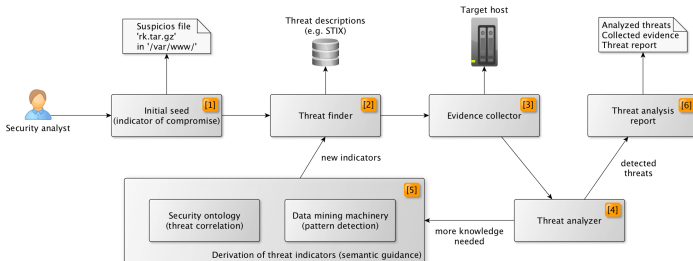 Suspicios file
'rk.tar.gz'
in '/var/www/'
Threat descriptions
(e.g. STIX)
Target host
Analyzed threats
Collected evidence
Threat report
Security analyst
[1]
Initial seed
(indicator of compromise)
[2]
Threat finder
[3]
Evidence collector
[6]
Threat analysis
report
new indicators
detected
threats
[5]
Security ontology
(threat correlation)
Data mining machinery
(pattern detection)
Derivation of threat indicators (semantic guidance)
more knowledge
needed
[4]
Threat analyzer